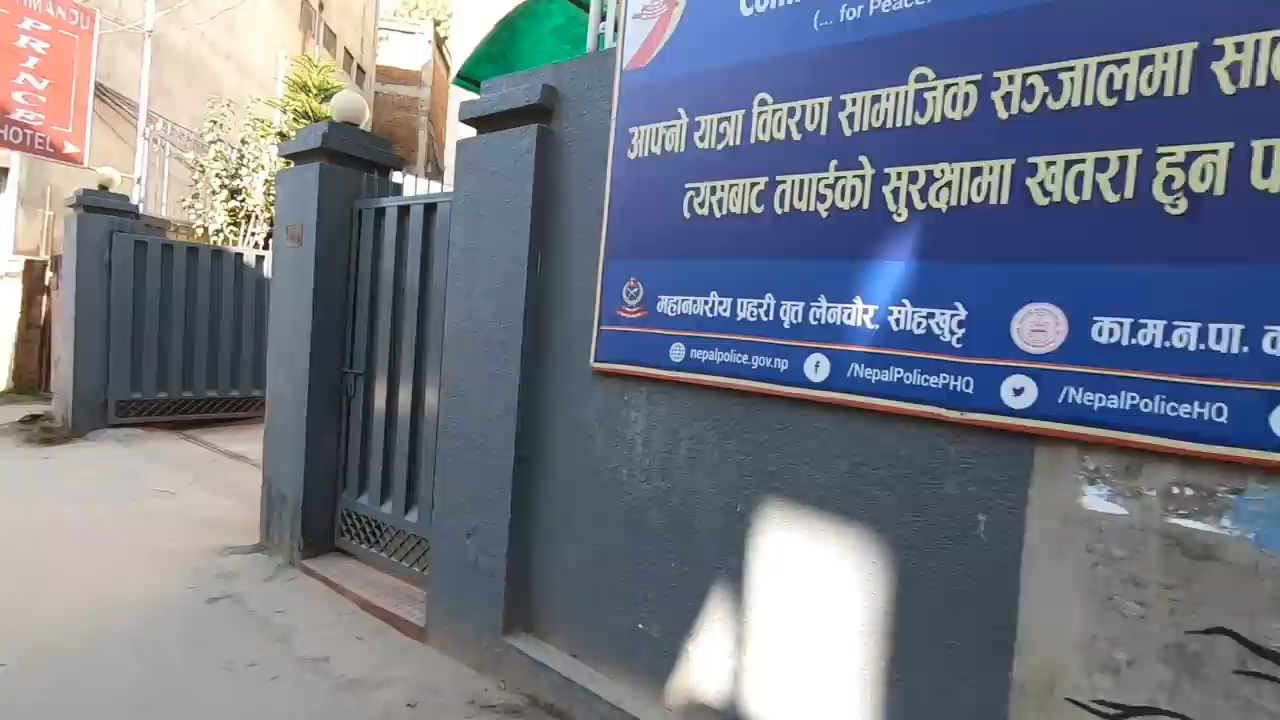 PRINCE
HOTEL
(... for Peace
आफ्नो यात्रा विवरण सामाजिक सञ्जालमा
त्यसबाट तपाईको सुरक्षामा खतरा हुन
महानगरीय प्रहरी वृत्त लैनचौर, सोह्रखुट्टे
का.म.न.पा.
nepalpolice.gov.np
/NepalPolicePHQ
/NepalPoliceHQ